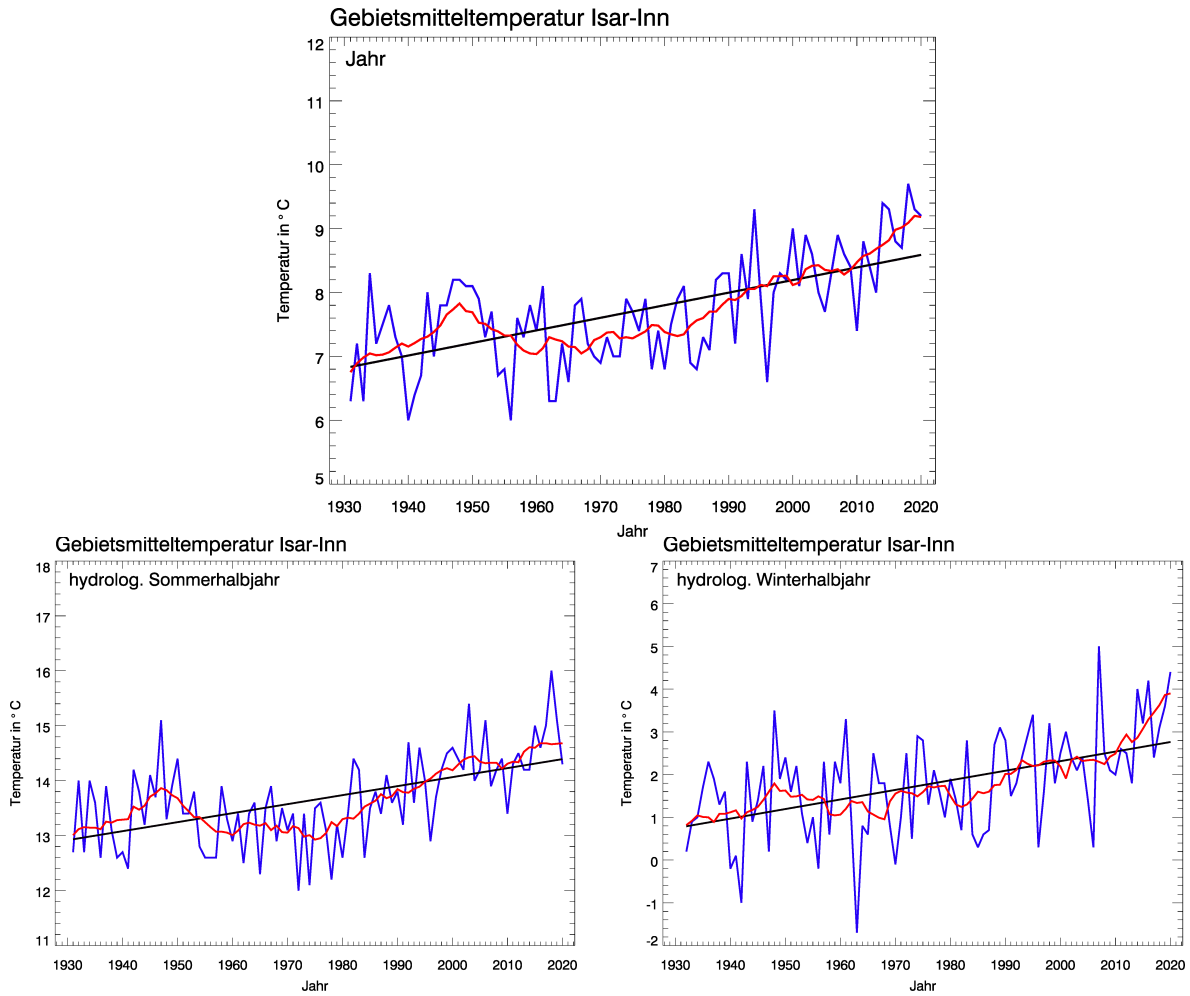 Gebietsmitteltemperatur Isar-Inn
Jahr
12
11
10
9
8
7
6
5
Temperatur in ° C
1930 1940 1950 1960 1970 1980 1990 2000 2010 2020
Jahr
Gebietsmitteltemperatur Isar-Inn
hydrolog. Sommerhalbjahr
18
17
16
15
14
13
12
11
Temperatur in ° C
1930 1940 1950 1960 1970 1980 1990 2000 2010 2020
Jahr
Gebietsmitteltemperatur Isar-Inn
hydrolog. Winterhalbjahr
7
6
5
4
3
2
1
0
-1
-2
Temperatur in ° C
1930 1940 1950 1960 1970 1980 1990 2000 2010 2020
Jahr